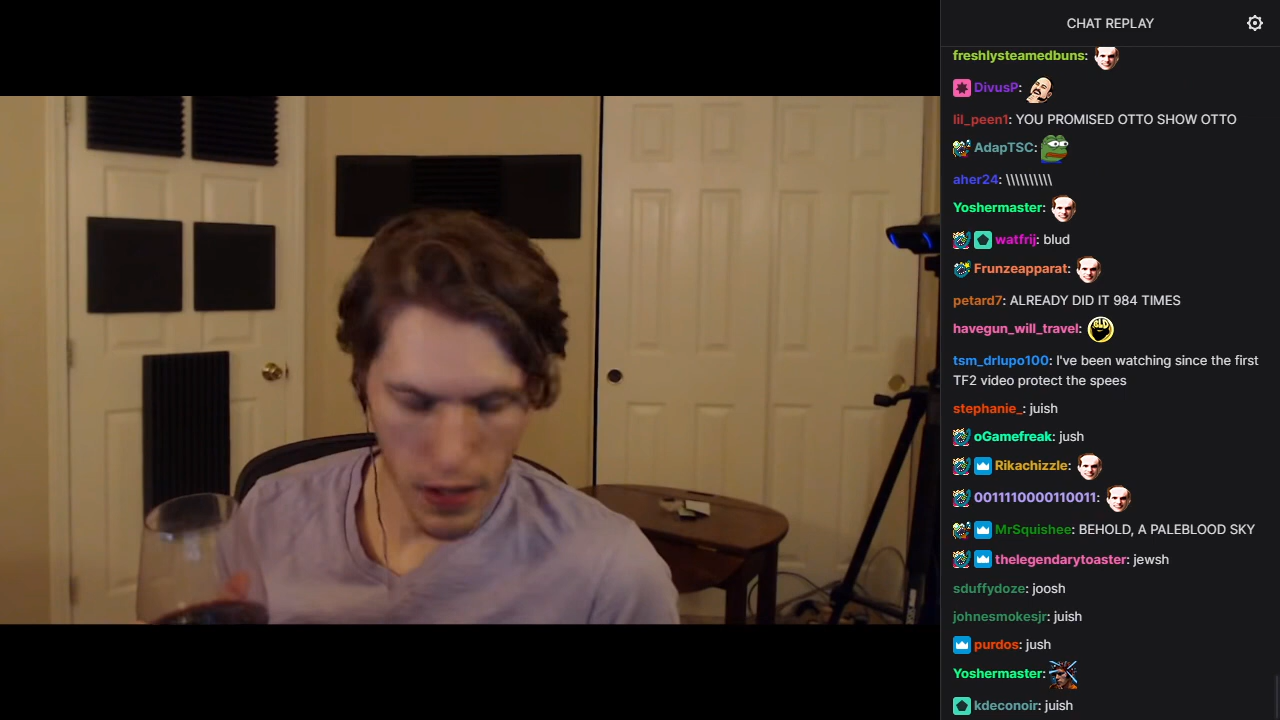 CHAT REPLAY
freshlysteamedbuns:
DivusP:
lil_peen1: YOU PROMISED OTTO SHOW OTTO
AdapTSC:
aher24: \\\\\\\\\\
Yoshermaster:
watfrij: blud
Frunzeapparat:
petard7: ALREADY DID IT 984 TIMES
havegun_will_travel:
tsm_drlupo100: I've been watching since the first
TF2 video protect the spees
stephanie_: juish
oGamefreak: jush
Rikachizzle:
0011110000110011:
MrSquishee: BEHOLD, A PALEBLOOD SKY
thelegendarytoaster: jewsh
sduffydoze: joosh
johnesmokesjr: juish
purdos: jush
Yoshermaster:
kdeconoir: juish